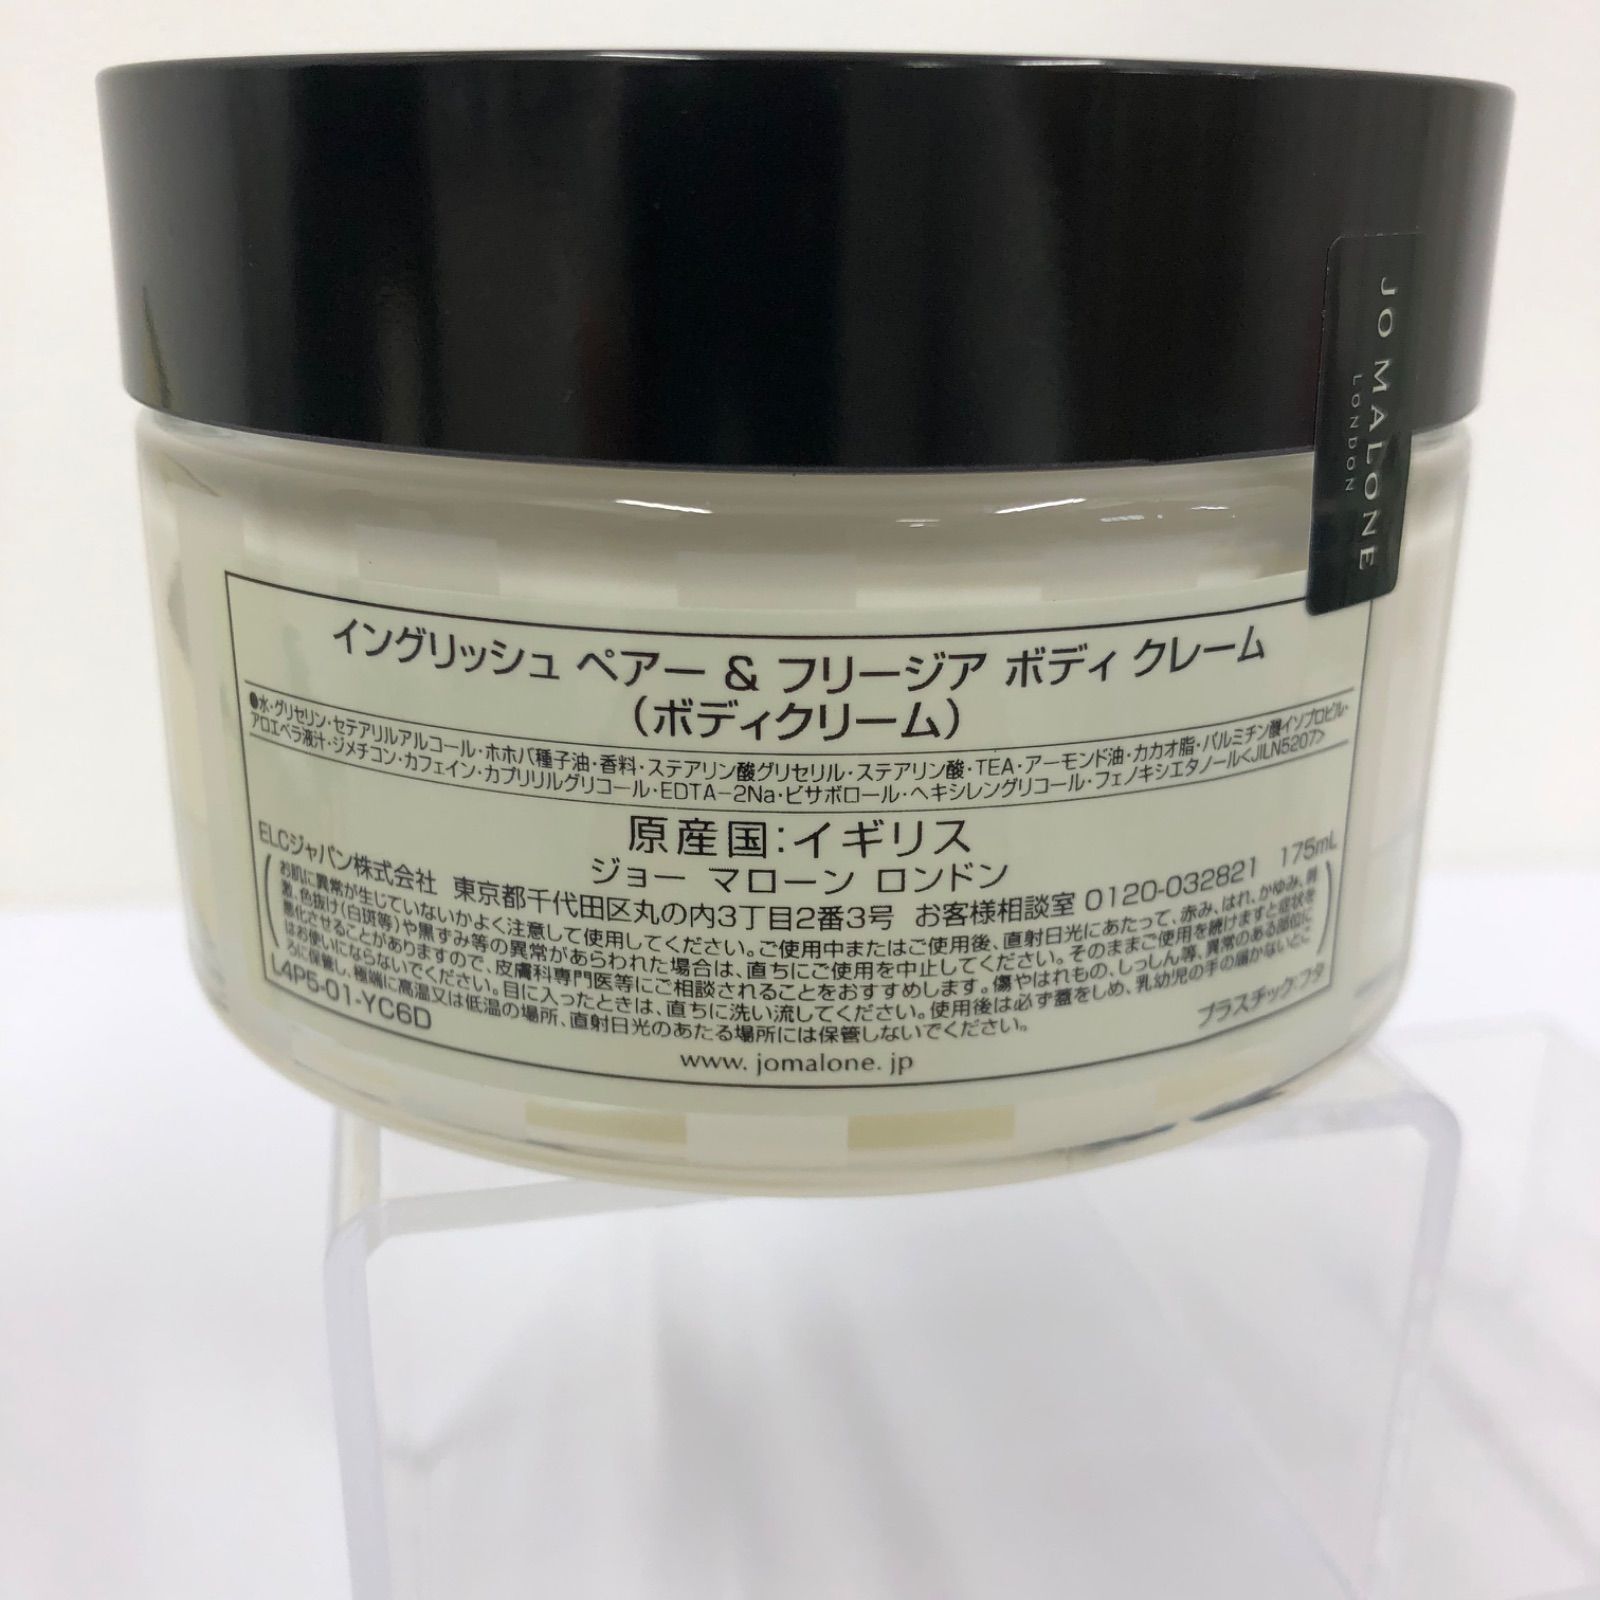 JO MALONE
LONDON
イングリッシュ ペアー & フリージア ボディ クレーム
(ボディクリーム)
●水・グリセリン・セテアリルアルコール・ホホバ種子油・香料・ステアリン酸グリセリル・ステアリン酸・TEA・アーモンド油・カカオ脂・パルミチン酸イソプロピル・
アロエベラ液汁・ジメチコン・カフェイン・カプリリルグリコール・EDTA-2Na・ビサボロール・ヘキシレングリコール・フェノキシエタノール<JILN5207>
原産国:イギリス
ジョー マローン ロンドン
ELCジャパン株式会社 東京都千代田区丸の内3丁目2番3号 お客様相談室 0120-032821 175mL
お肌に異常が生じていないかよく注意して使用してください。ご使用中またはご使用後、直射日光にあたって、赤み、はれ、かゆみ、刺
激、色抜け(白斑等)や黒ずみ等の異常があらわれた場合は、直ちにご使用を中止してください。そのままご使用を続けますと症状を
悪化させることがありますので、皮膚科専門医等にご相談されることをおすすめします。傷やはれもの、しっしん等、異常のある部位に
はお使いにならないでください。目に入ったときは、直ちに洗い流してください。使用後は必ず蓋をしめ、乳幼児の手の届かないとこ
ろに保管し、極端に高温又は低温の場所、直射日光のあたる場所には保管しないでください。
L4P5-01-YC6D
プラスチック:フタ
www.jomalone.jp